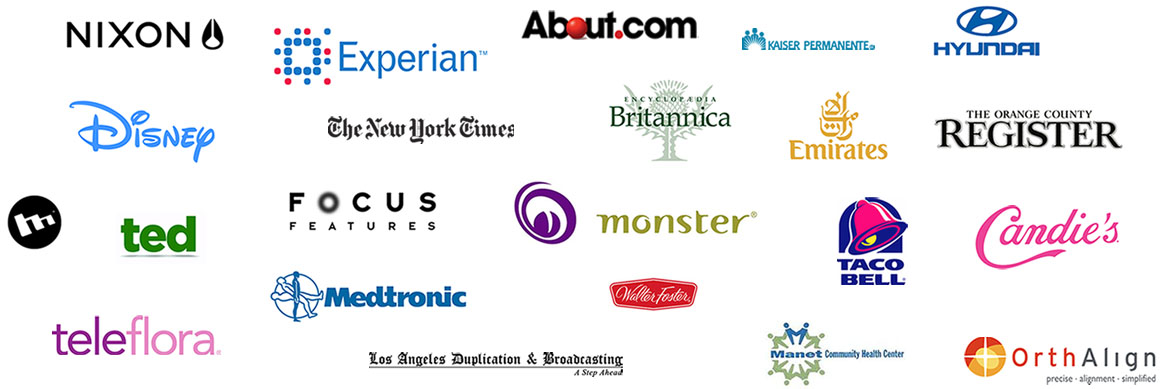 NIXON
Experian™
About.com
KAISER PERMANENTE®
HYUNDAI
DISNEY
The New York Times
ENCYCLOPÆDIA
Britannica
Emirates
THE ORANGE COUNTY
REGISTER
ted
FOCUS
FEATURES
monster®
TACO
BELL®
Candie's
Medtronic
Walter Foster
teleflora®
Los Angeles Duplication & Broadcasting
A Step Ahead
Manet Community Health Center
OrthAlign
precise · alignment · simplified